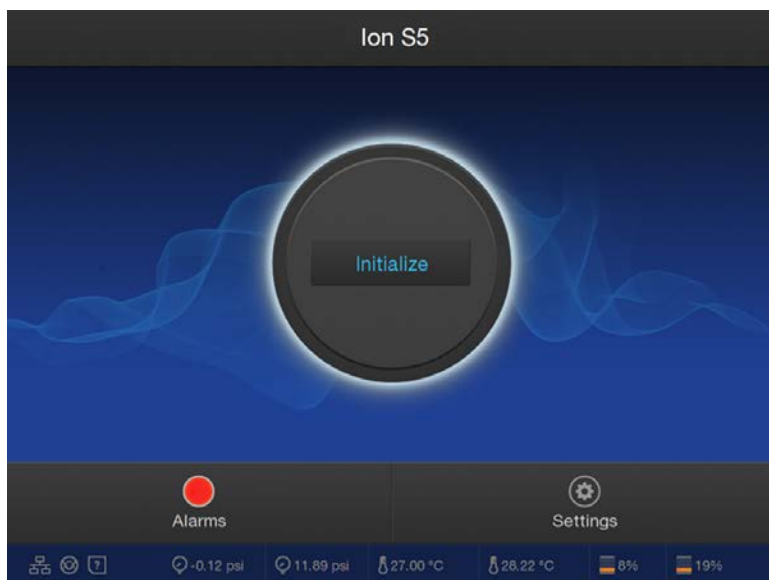 Ion S5
Initialize
Alarms
Settings
? -0.12 psi 11.89 psi 27.00 °C 28.22 °C 8% 19%